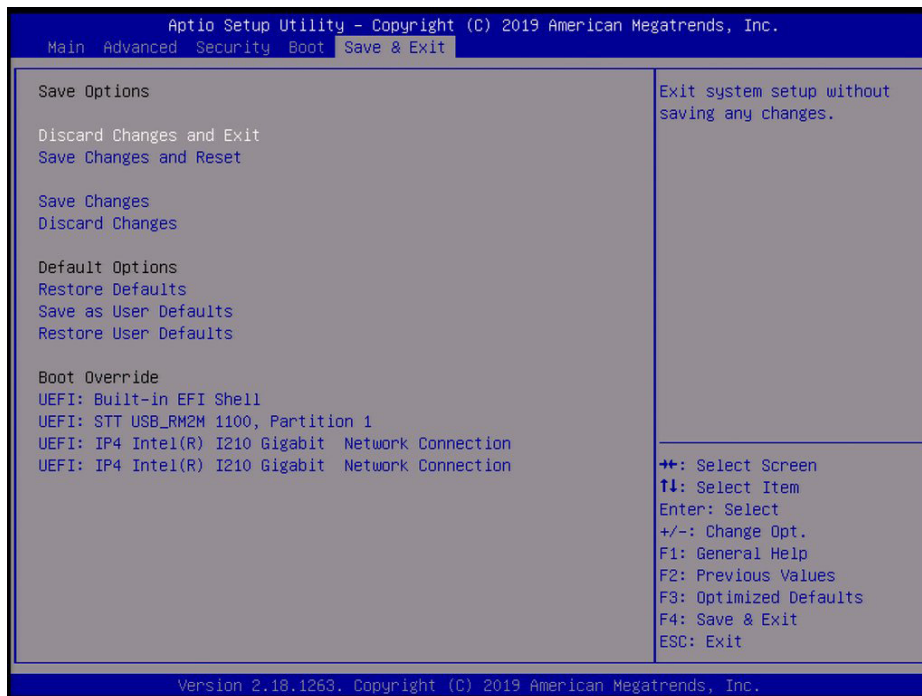 Aptio Setup Utility – Copyright (C) 2019 American Megatrends, Inc.
Main Advanced Security Boot Save & Exit
Save Options
Discard Changes and Exit
Save Changes and Reset
Save Changes
Discard Changes
Default Options
Restore Defaults
Save as User Defaults
Restore User Defaults
Boot Override
UEFI: Built-in EFI Shell
UEFI: STT USB_RM2M 1100, Partition 1
UEFI: IP4 Intel(R) I210 Gigabit  Network Connection
UEFI: IP4 Intel(R) I210 Gigabit  Network Connection
Exit system setup without
saving any changes.
→←: Select Screen
↑↓: Select Item
Enter: Select
+/-: Change Opt.
F1: General Help
F2: Previous Values
F3: Optimized Defaults
F4: Save & Exit
ESC: Exit
Version 2.18.1263. Copyright (C) 2019 American Megatrends, Inc.